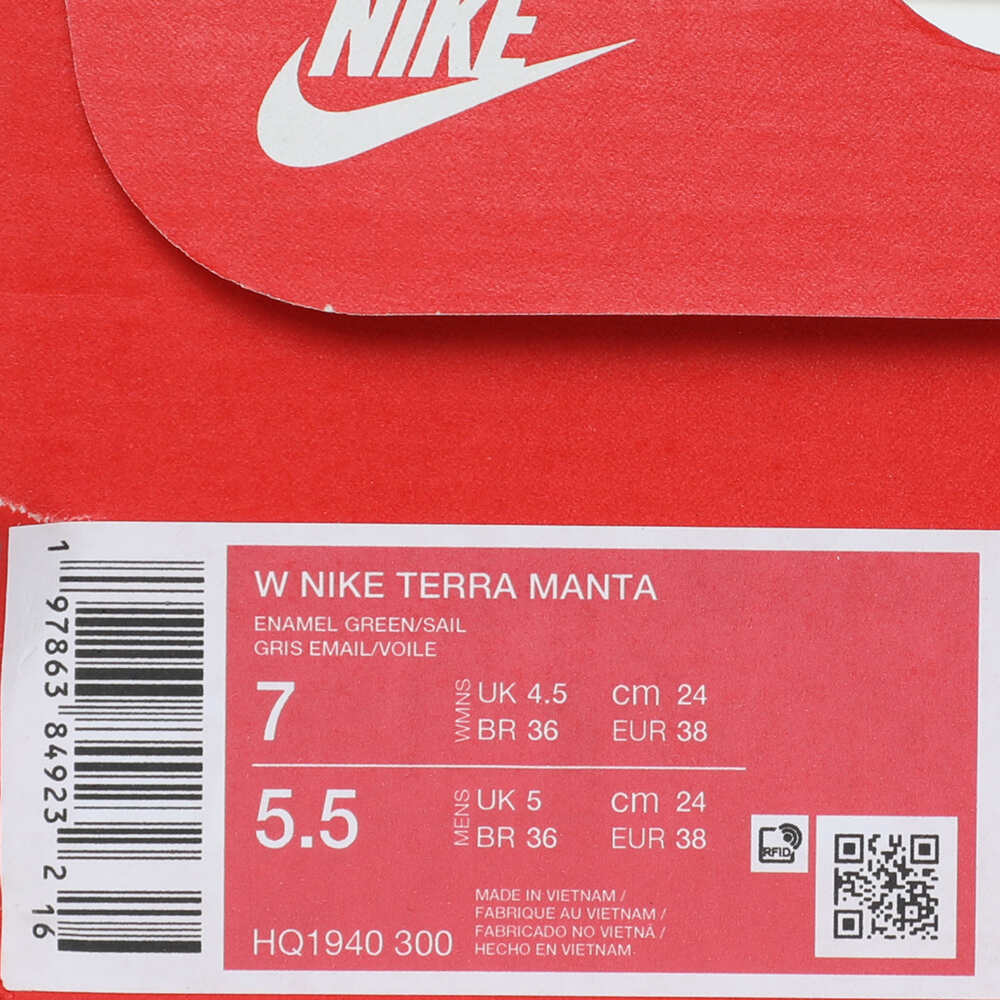 NIKE
W NIKE TERRA MANTA
ENAMEL GREEN/SAIL
GRIS EMAIL/VOILE
7 WMNS UK 4.5 cm 24
BR 36 EUR 38
5.5 MENS UK 5 cm 24
BR 36 EUR 38
RFID
MADE IN VIETNAM /
FABRIQUE AU VIETNAM /
FABRICADO NO VIETNÃ /
HECHO EN VIETNAM
HQ1940 300
1 97863 84923 2 16